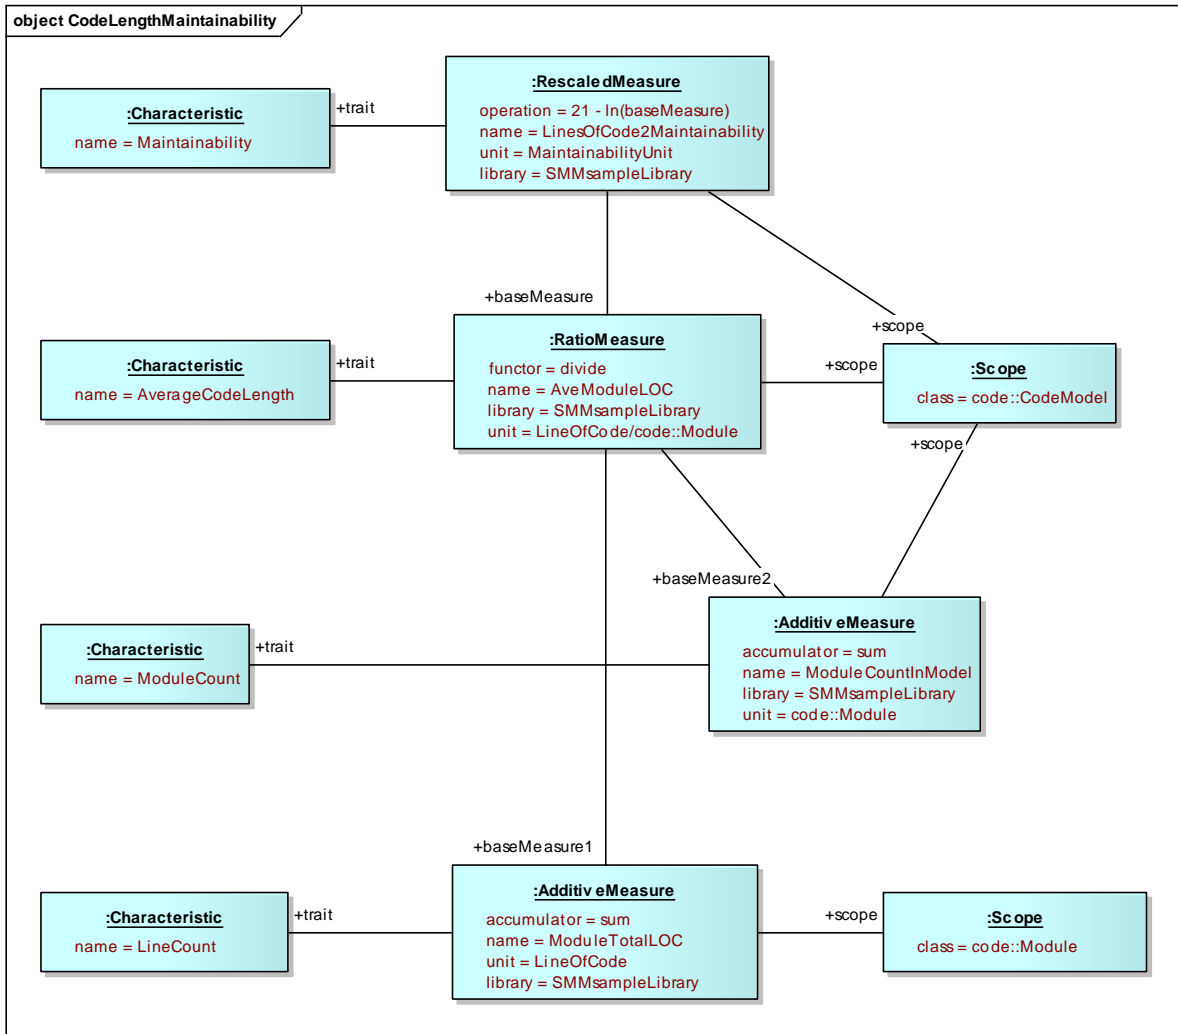 object CodeLengthMaintainability
:RescaledMeasure
operation = 21 - ln(baseMeasure)
name = LinesOfCode2Maintainability
unit = MaintainabilityUnit
library = SMMsampleLibrary
:Characteristic
name = Maintainability
+trait
+baseMeasure
+scope
:RatioMeasure
functor = divide
name = AveModuleLOC
library = SMMsampleLibrary
unit = LineOfCode/code::Module
:Characteristic
name = AverageCodeLength
+trait
+scope
:Scope
class = code::CodeModel
+scope
+baseMeasure2
:AdditiveMeasure
accumulator = sum
name = ModuleCountInModel
library = SMMsampleLibrary
unit = code::Module
:Characteristic
name = ModuleCount
+trait
+baseMeasure1
:AdditiveMeasure
accumulator = sum
name = ModuleTotalLOC
unit = LineOfCode
library = SMMsampleLibrary
:Characteristic
name = LineCount
+trait
+scope
:Scope
class = code::Module